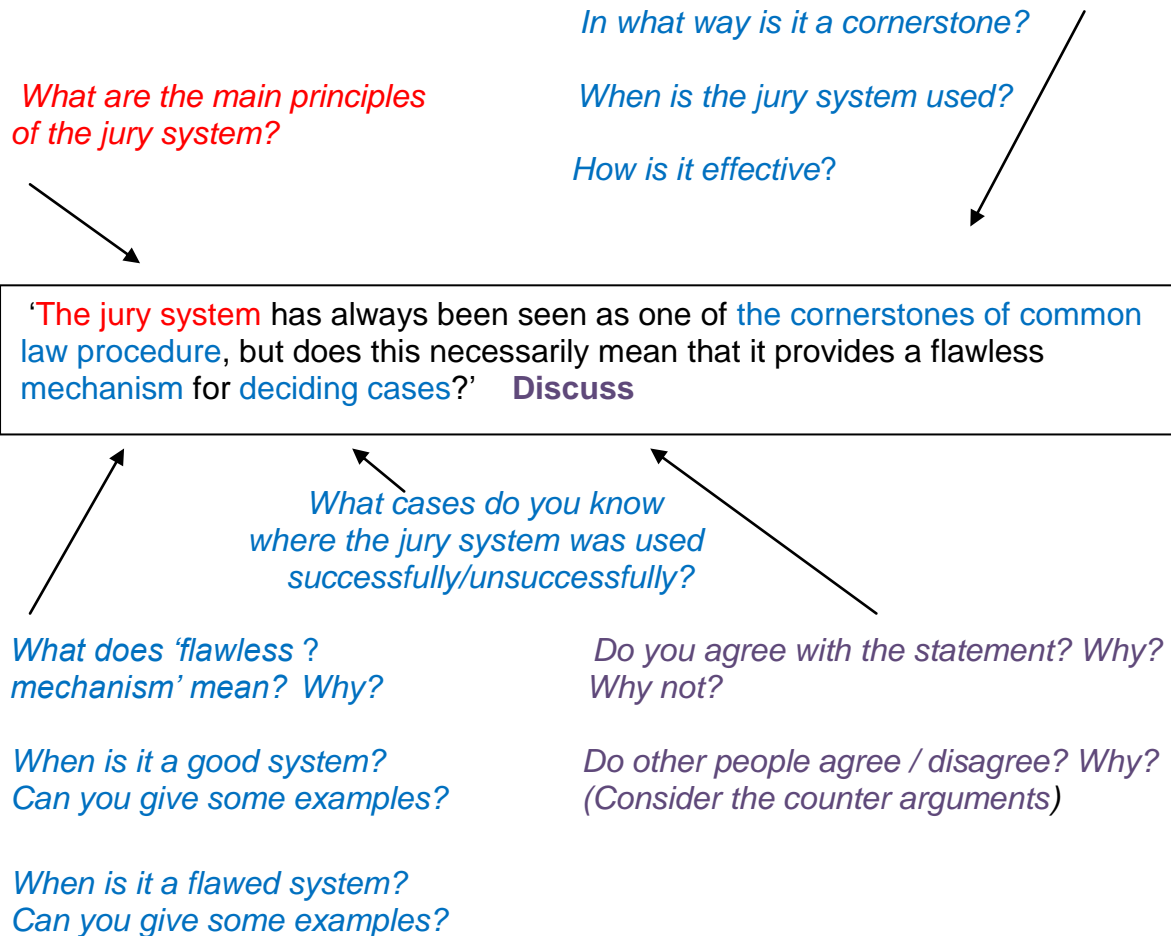 In what way is it a cornerstone?
What are the main principles
of the jury system?
When is the jury system used?
How is it effective?
‘The jury system has always been seen as one of the cornerstones of common
law procedure, but does this necessarily mean that it provides a flawless
mechanism for deciding cases?’ Discuss
What cases do you know
where the jury system was used
successfully/unsuccessfully?
What does ‘flawless ?
mechanism’ mean? Why?
When is it a good system?
Can you give some examples?
When is it a flawed system?
Can you give some examples?
Do you agree with the statement? Why?
Why not?
Do other people agree / disagree? Why?
(Consider the counter arguments)